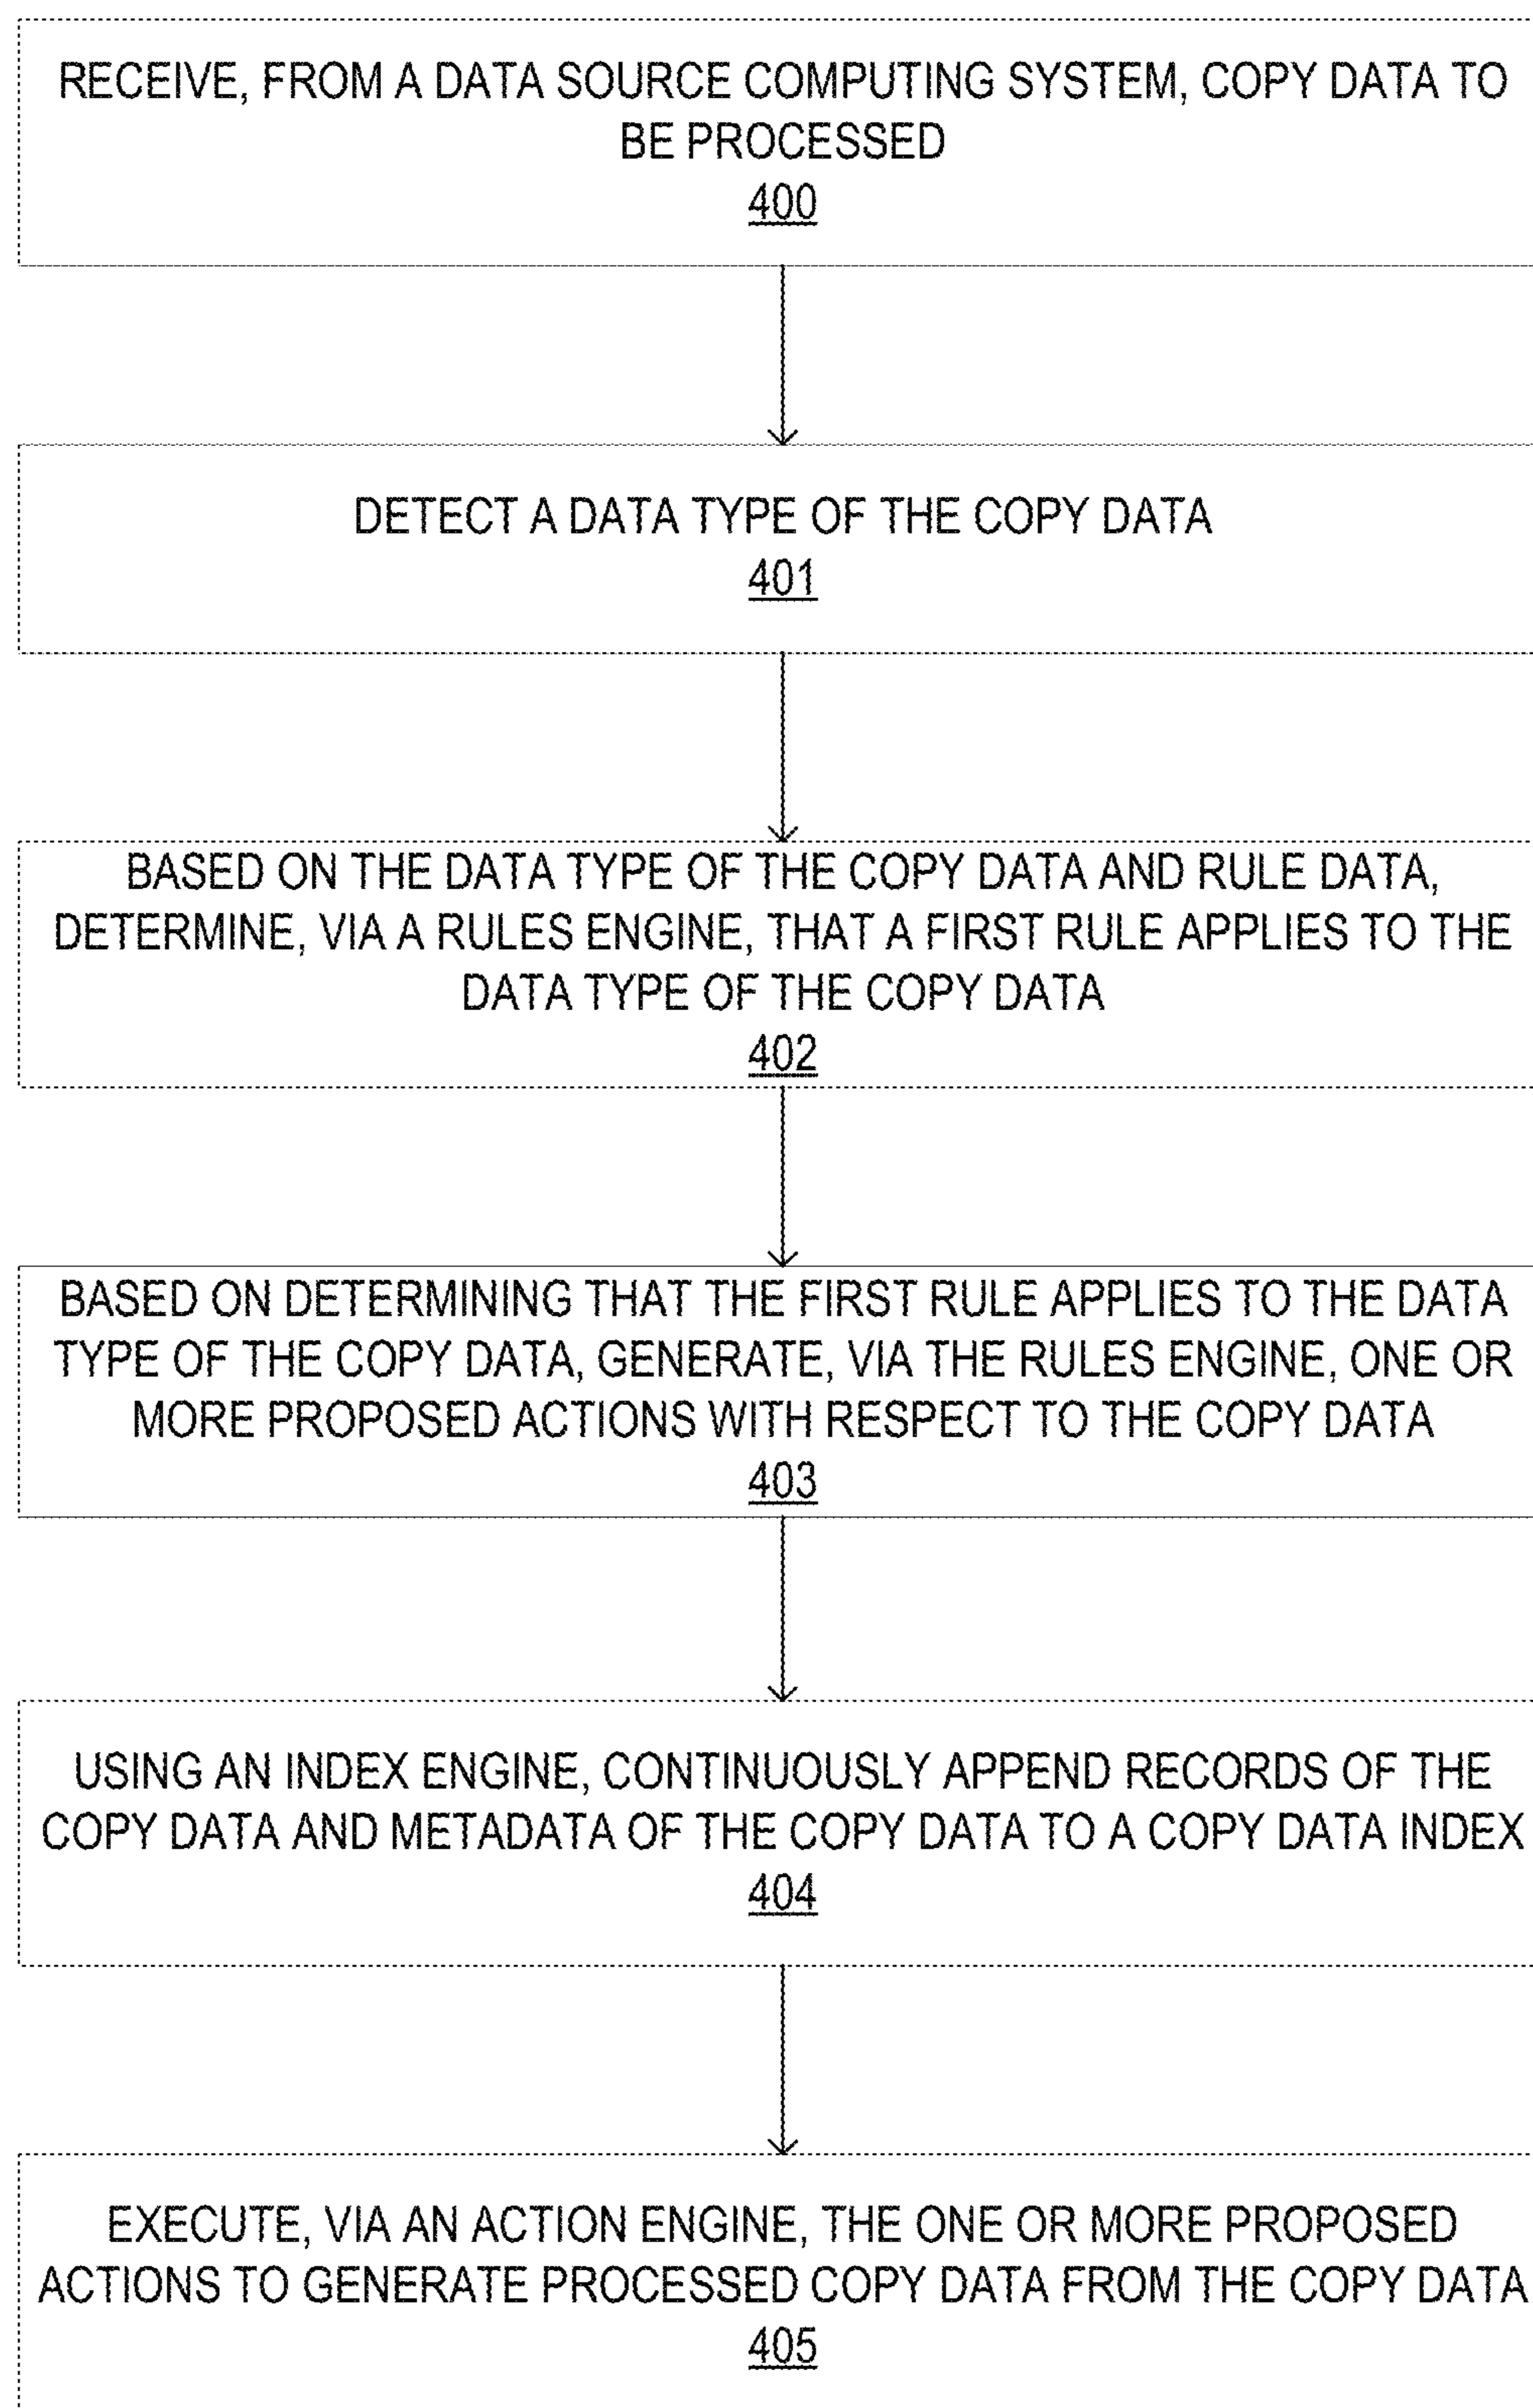 RECEIVE, FROM A DATA SOURCE COMPUTING SYSTEM, COPY DATA TO
BE PROCESSED
400
DETECT A DATA TYPE OF THE COPY DATA
401
BASED ON THE DATA TYPE OF THE COPY DATA AND RULE DATA,
DETERMINE, VIA A RULES ENGINE, THAT A FIRST RULE APPLIES TO THE
DATA TYPE OF THE COPY DATA
402
BASED ON DETERMINING THAT THE FIRST RULE APPLIES TO THE DATA
TYPE OF THE COPY DATA, GENERATE, VIA THE RULES ENGINE, ONE OR
MORE PROPOSED ACTIONS WITH RESPECT TO THE COPY DATA
403
USING AN INDEX ENGINE, CONTINUOUSLY APPEND RECORDS OF THE
COPY DATA AND METADATA OF THE COPY DATA TO A COPY DATA INDEX
404
EXECUTE, VIA AN ACTION ENGINE, THE ONE OR MORE PROPOSED
ACTIONS TO GENERATE PROCESSED COPY DATA FROM THE COPY DATA
405